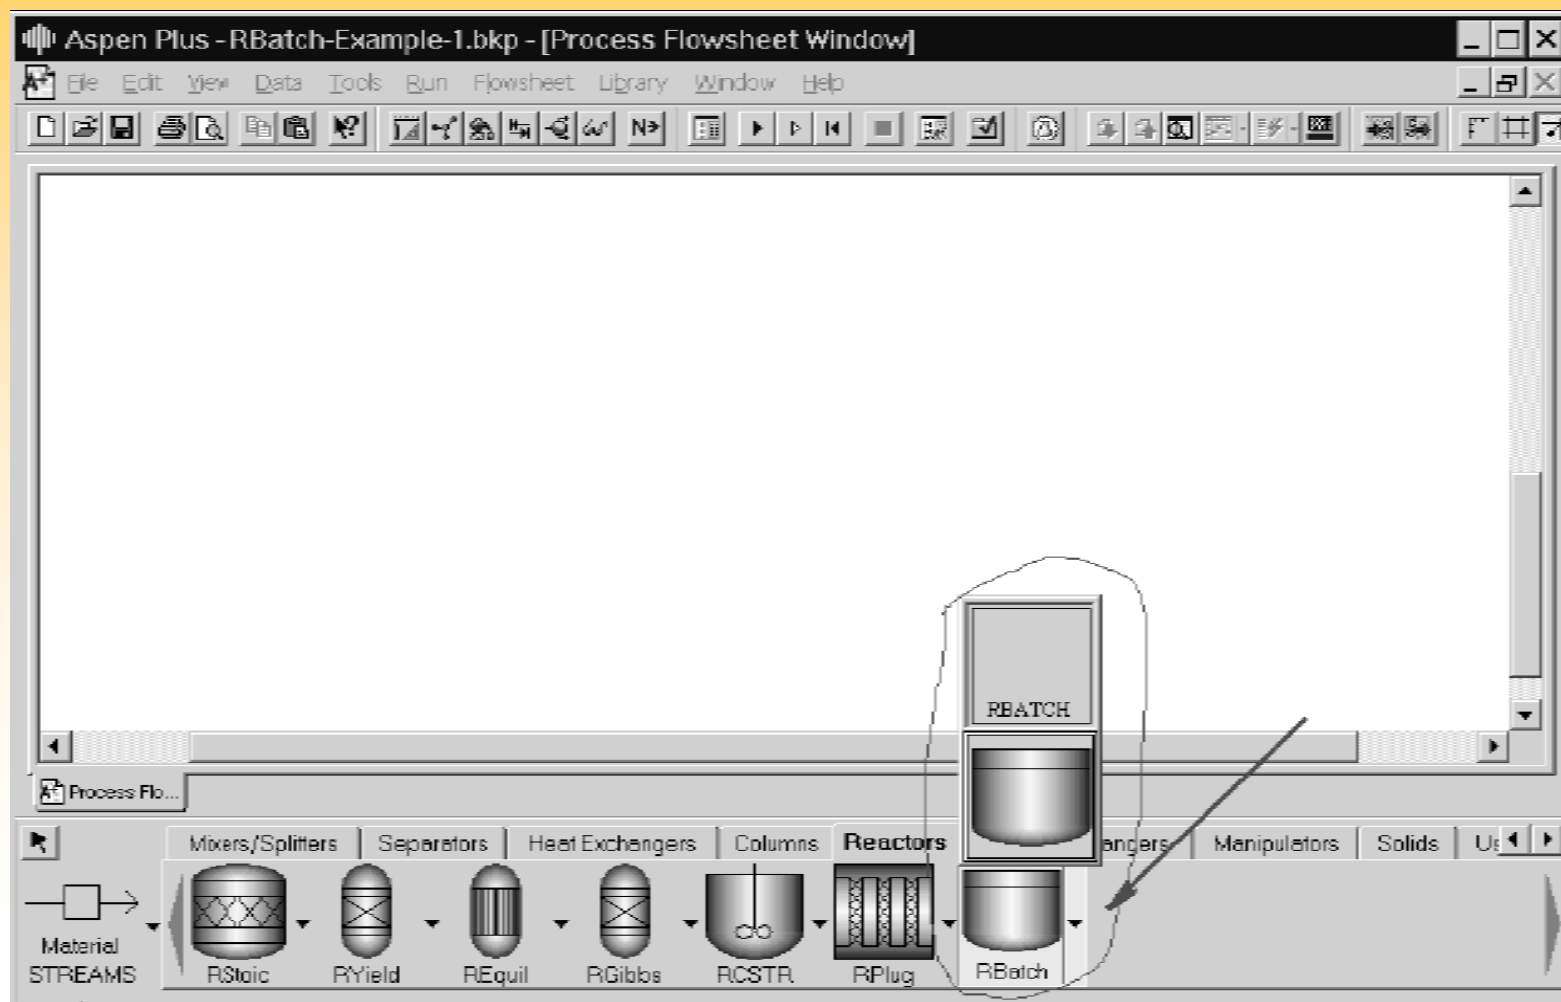 Aspen Plus - RBatch-Example-1.bkp - [Process Flowsheet Window]
File Edit View Data Tools Run Flowsheet Library Window Help
N>
RBATCH
Process Flo...
Mixers/Splitters Separators Heat Exchangers Columns Reactors angers Manipulators Solids Us
Material
STREAMS RStoic RYield REquil RGibbs RCSTR RPlug RBatch